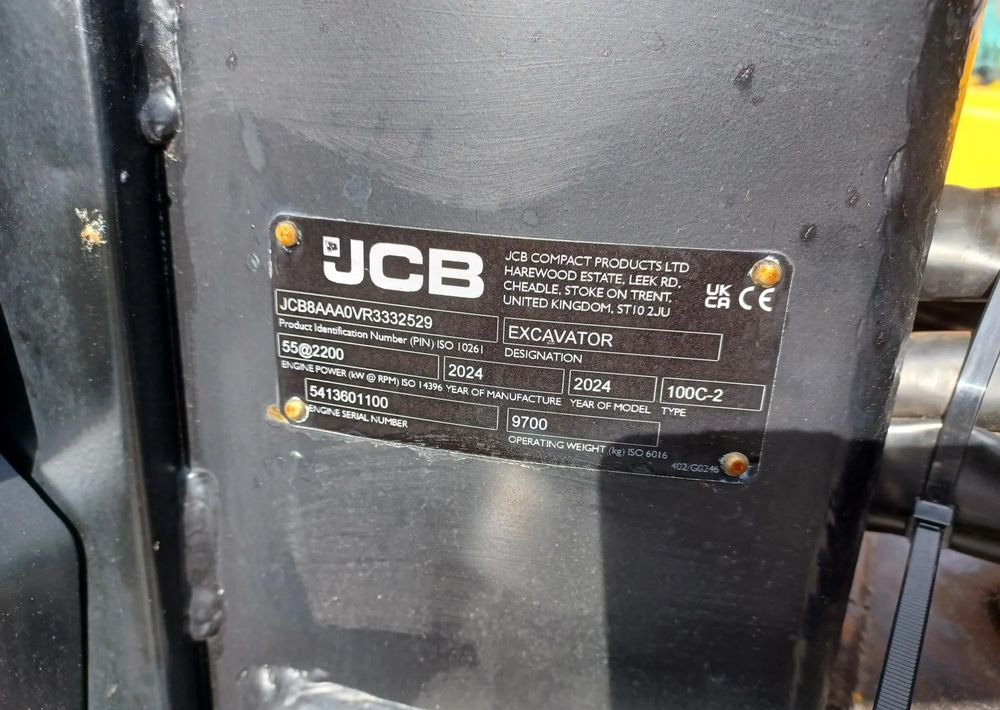 JCB
JCB COMPACT PRODUCTS LTD
HAREWOOD ESTATE, LEEK RD,
CHEADLE, STOKE ON TRENT,
UNITED KINGDOM, ST10 2JU
UK
CA CE
JCB8AAA0VR3332529
Product Identification Number (PIN) ISO 10261
EXCAVATOR
DESIGNATION
55@2200
ENGINE POWER (kW @ RPM) ISO 14396
2024
YEAR OF MANUFACTURE
2024
YEAR OF MODEL
100C-2
TYPE
5413601100
ENGINE SERIAL NUMBER
9700
OPERATING WEIGHT (kg) ISO 6016
402/G0246